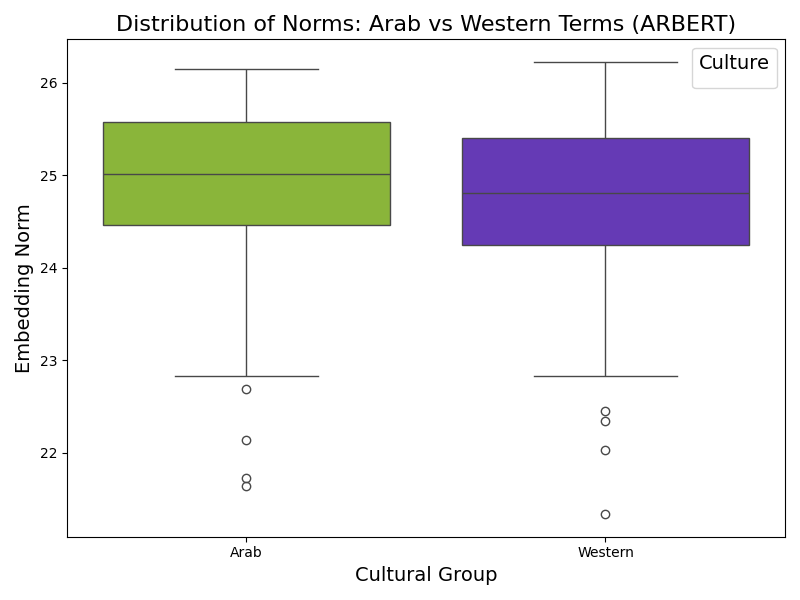 Distribution of Norms: Arab vs Western Terms (ARBERT)
Culture
26
25
24
23
22
Embedding Norm
Arab
Western
Cultural Group